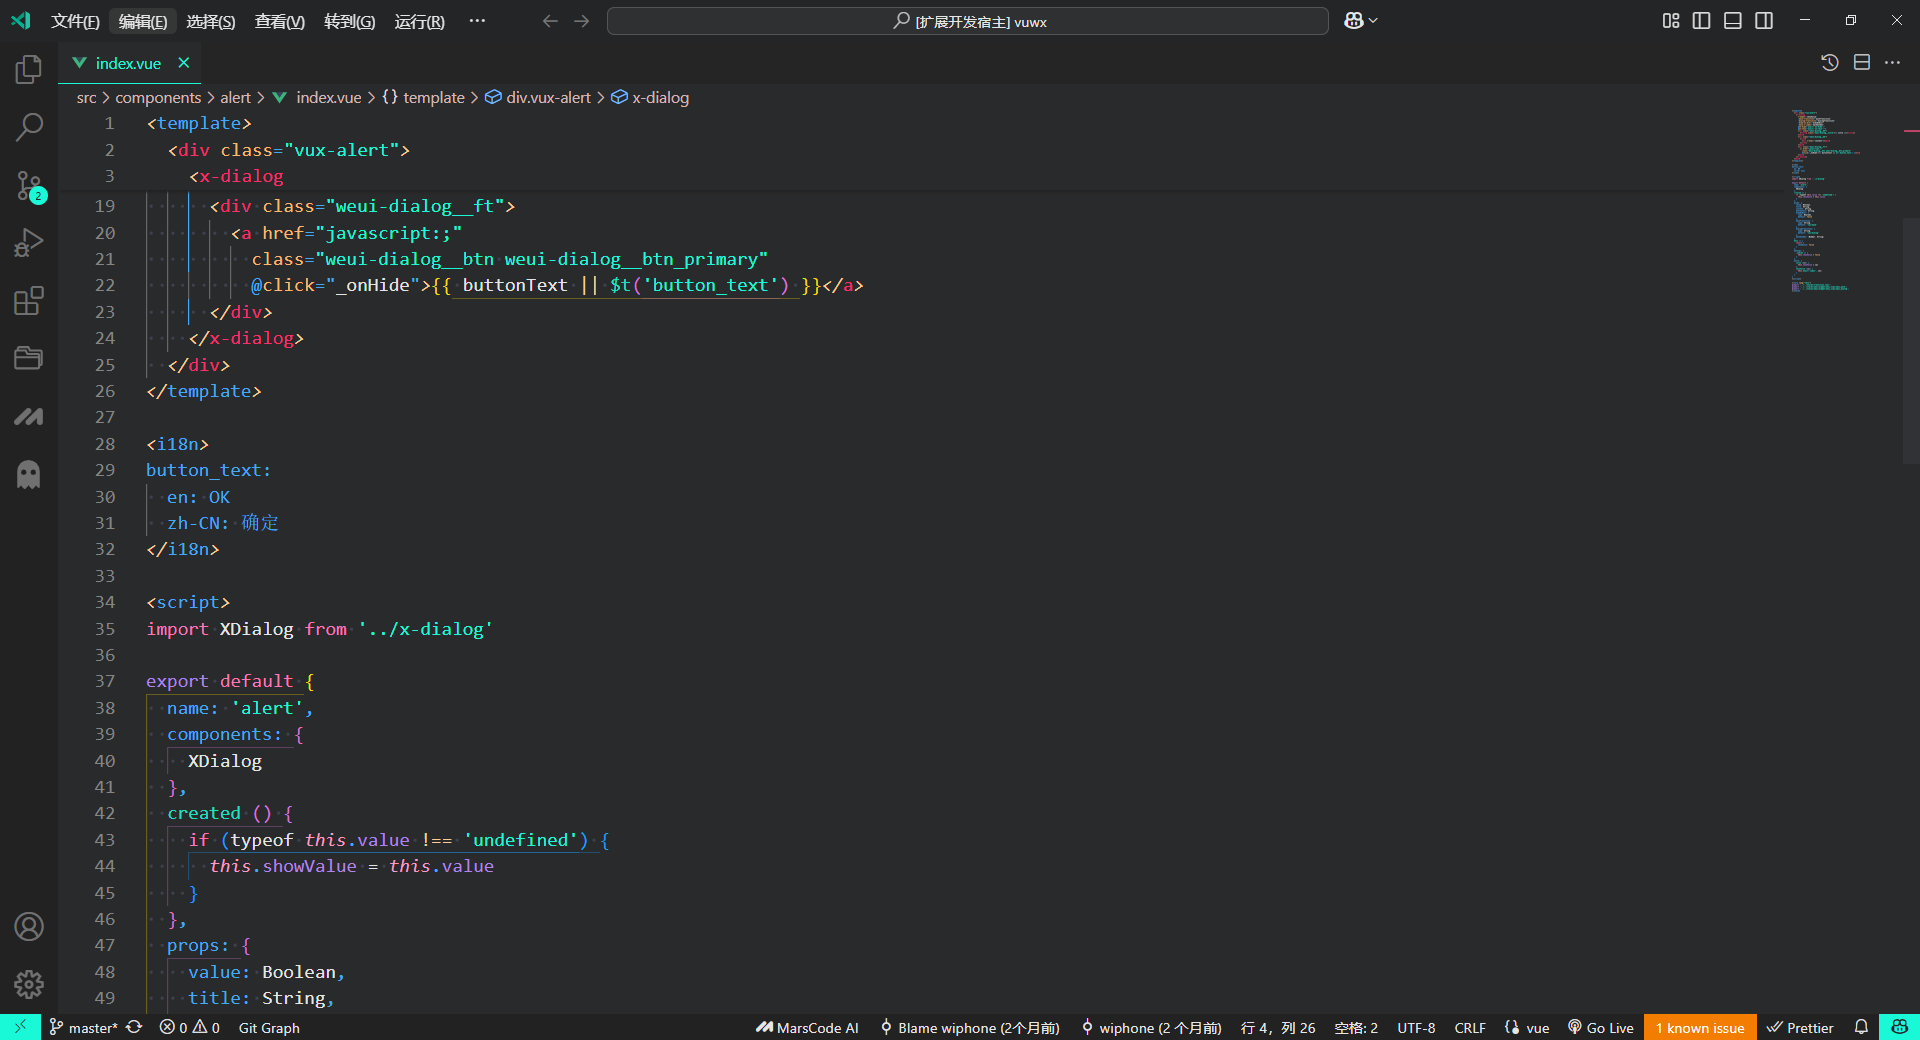 文件(F) 编辑(E) 选择(S) 查看(V) 转到(G) 运行(R) ··· [扩展开发宿主] vuwx
index.vue
src > components > alert > index.vue > {} template > div.vux-alert > x-dialog
1 <template>
2 <div class="vux-alert">
3 <x-dialog
19 <div class="weui-dialog__ft">
20 <a href="javascript:;"
21 class="weui-dialog__btn weui-dialog__btn_primary"
22 @click="_onHide">{{ buttonText || $t('button_text') }}</a>
23 </div>
24 </x-dialog>
25 </div>
26 </template>
27
28 <i18n>
29 button_text:
30 en: OK
31 zh-CN: 确定
32 </i18n>
33
34 <script>
35 import XDialog from '../x-dialog'
36
37 export default {
38 name: 'alert',
39 components: {
40 XDialog
41 },
42 created () {
43 if (typeof this.value !== 'undefined') {
44 this.showValue = this.value
45 }
46 },
47 props: {
48 value: Boolean,
49 title: String,
2
master* 0 0 Git Graph MarsCode AI Blame wiphone (2个月前) wiphone (2 个月前) 行 4，列 26 空格: 2 UTF-8 CRLF vue Go Live 1 known issue Prettier